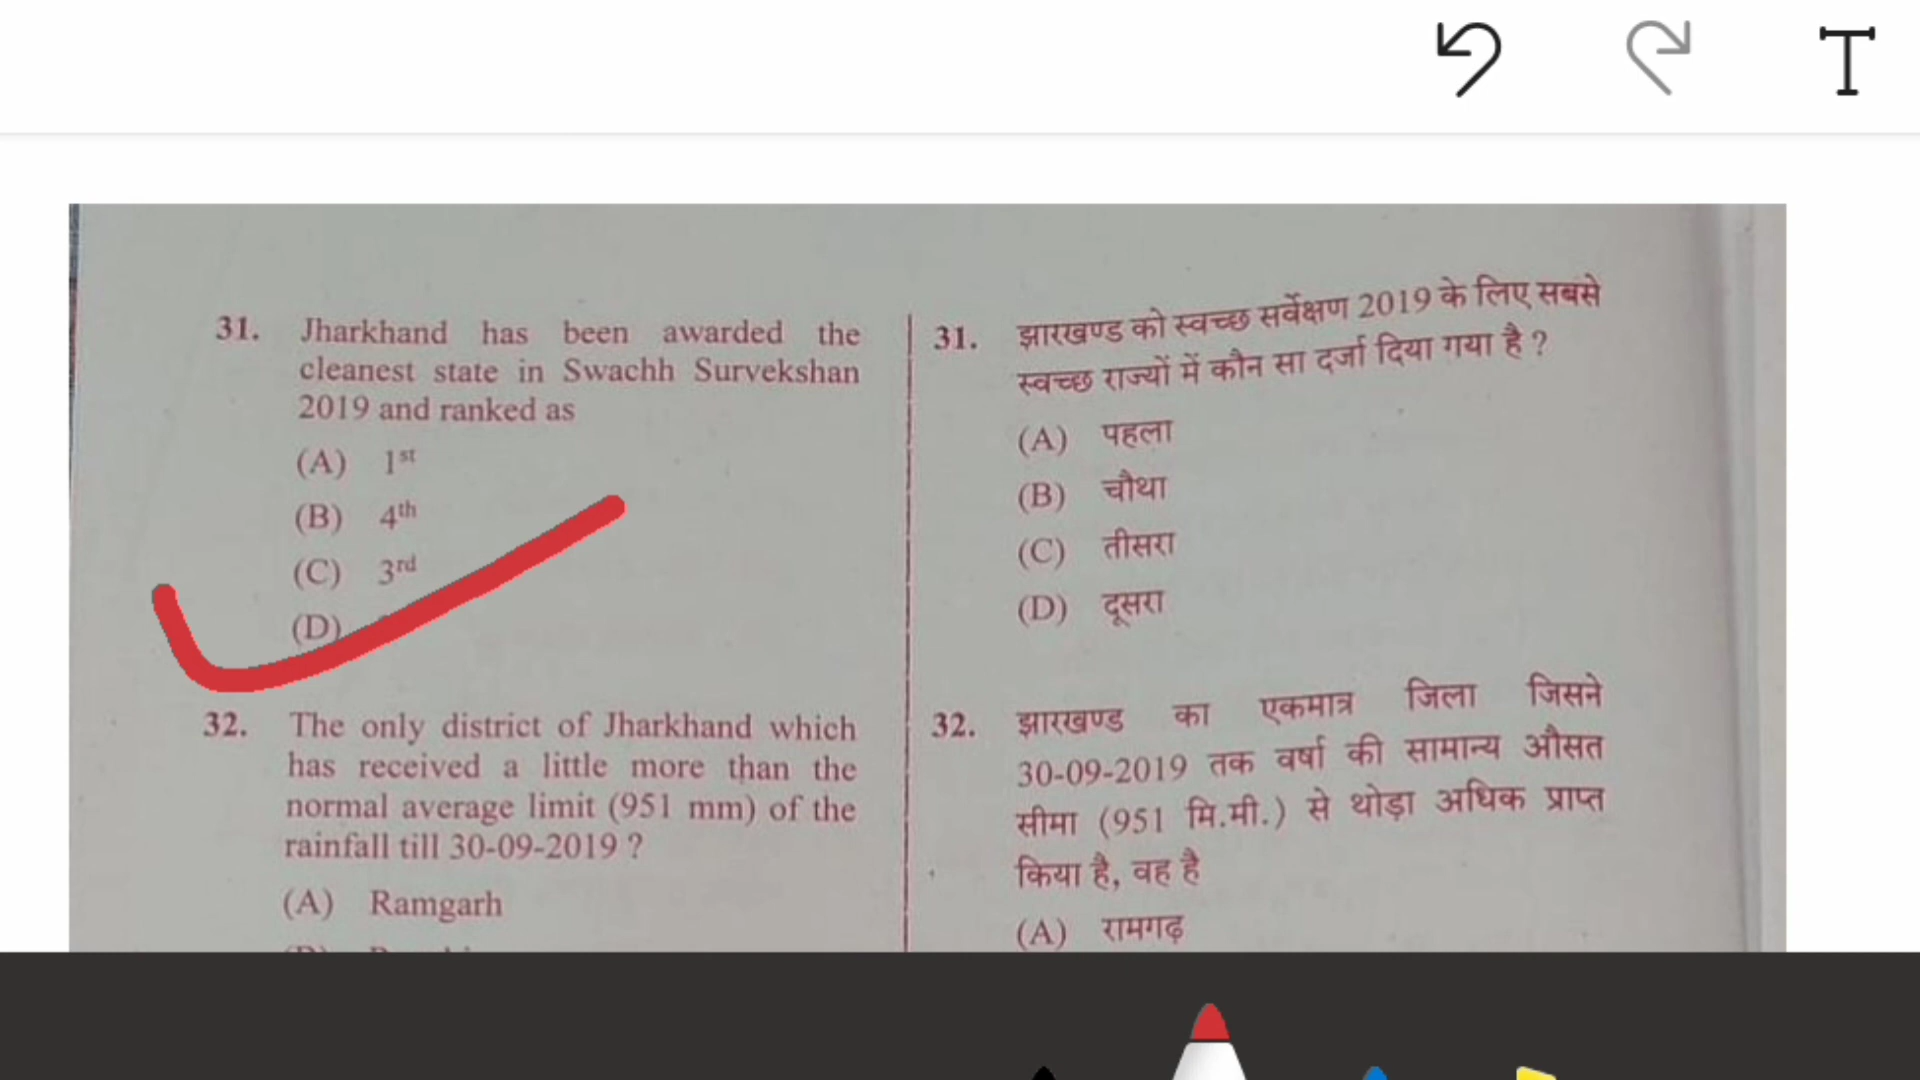 T
31. Jharkhand has been awarded the
cleanest state in Swachh Survekshan
2019 and ranked as
(A) 1st
(B) 4th
(C) 3rd
(D)
32. The only district of Jharkhand which
has received a little more than the
normal average limit (951 mm) of the
rainfall till 30-09-2019 ?
(A) Ramgarh
31. झारखण्ड को स्वच्छ सर्वेक्षण 2019 के लिए सबसे
स्वच्छ राज्यों में कौन सा दर्जा दिया गया है ?
(A) पहला
(B) चौथा
(C) तीसरा
(D) दूसरा
32. झारखण्ड का एकमात्र जिला जिसने
30-09-2019 तक वर्षा की सामान्य औसत
सीमा (951 मि.मी.) से थोड़ा अधिक प्राप्त
किया है, वह है
(A) रामगढ़